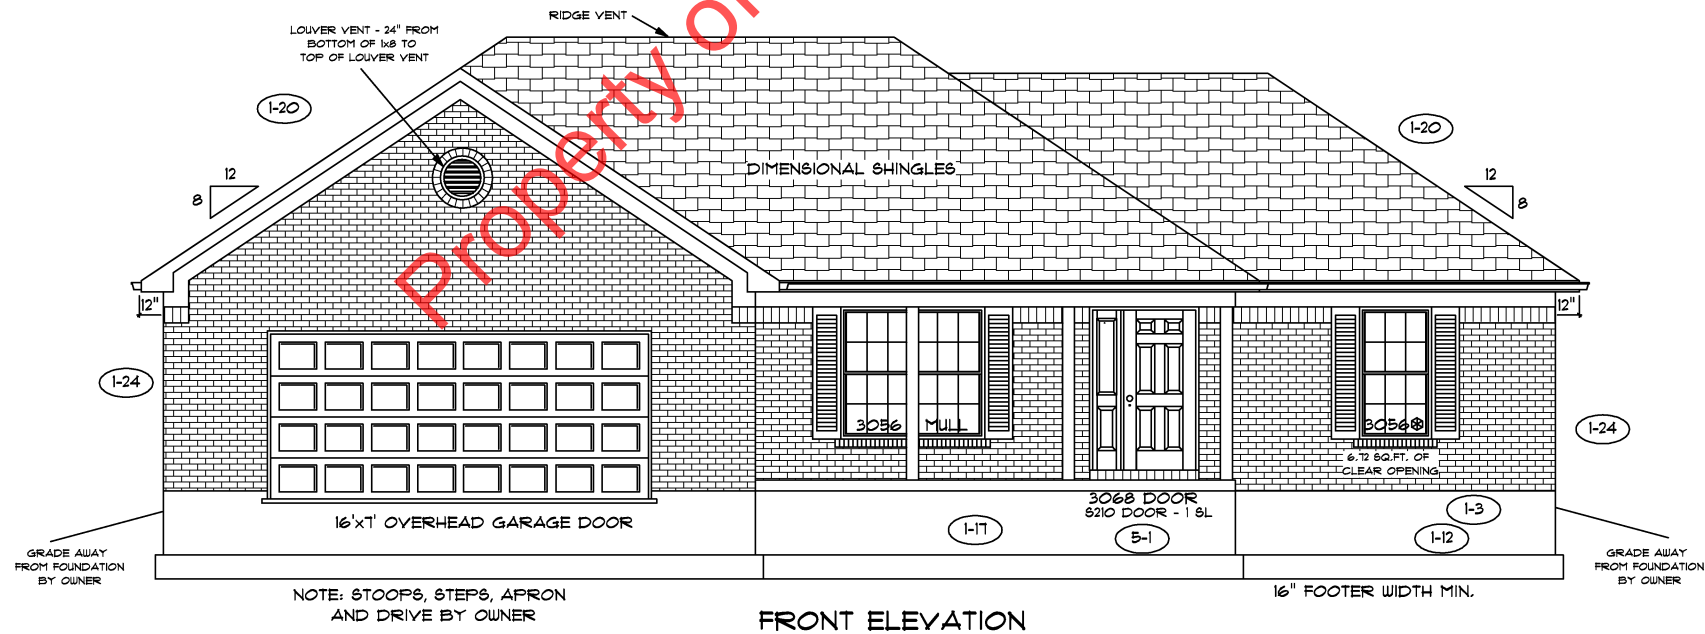 RIDGE VENT
LOUVER VENT - 24" FROM
BOTTOM OF 1x8 TO
TOP OF LOUVER VENT
Property of
1-20
1-20
12
8
12
8
DIMENSIONAL SHINGLES
12"
12"
1-24
1-24
3056 MULL
3056
6.72 SQ.FT. OF
CLEAR OPENING
3068 DOOR
S210 DOOR - 1 SL
16'x7' OVERHEAD GARAGE DOOR
1-17
5-1
1-3
1-12
GRADE AWAY
FROM FOUNDATION
BY OWNER
GRADE AWAY
FROM FOUNDATION
BY OWNER
NOTE: STOOPS, STEPS, APRON
AND DRIVE BY OWNER
16" FOOTER WIDTH MIN.
FRONT ELEVATION